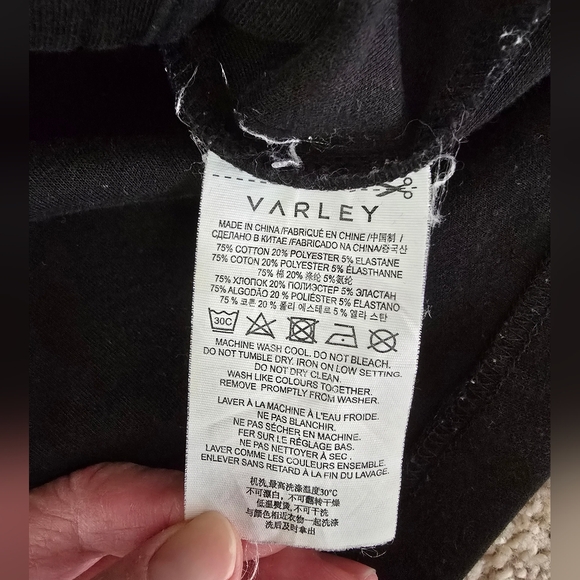 VARLEY
MADE IN CHINA /FABRIQUÉ EN CHINE /中国制 /
СДЕЛАНО В КИТАЕ /FABRICADO NA CHINA/중국산
75% COTTON 20% POLYESTER 5% ELASTANE
75% COTON 20% POLYESTER 5% ÉLASTHANNE
75% 棉 20% 涤纶 5%氨纶
75% ХЛОПОК 20% ПОЛИЭСТЕР 5% ЭЛАСТАН
75% ALGODÃO 20% POLIÉSTER 5% ELASTANO
75 % 코튼 20 % 폴리 에스테르 5 % 엘라 스탄
30C
MACHINE WASH COOL. DO NOT BLEACH.
DO NOT TUMBLE DRY. IRON ON LOW SETTING.
DO NOT DRY CLEAN.
WASH LIKE COLOURS TOGETHER.
REMOVE PROMPTLY FROM WASHER.
LAVER À LA MACHINE À L'EAU FROIDE.
NE PAS BLANCHIR.
NE PAS SÉCHER EN MACHINE.
FER SUR LE RÉGLAGE BAS.
NE PAS NETTOYER À SEC.
LAVER COMME LES COULEURS ENSEMBLE.
ENLEVER SANS RETARD À LA FIN DU LAVAGE.
机洗,最高洗涤温度30℃
不可漂白，不可翻转干燥
低温熨烫，不可干洗
与颜色相近衣物一起洗涤
洗后及时拿出